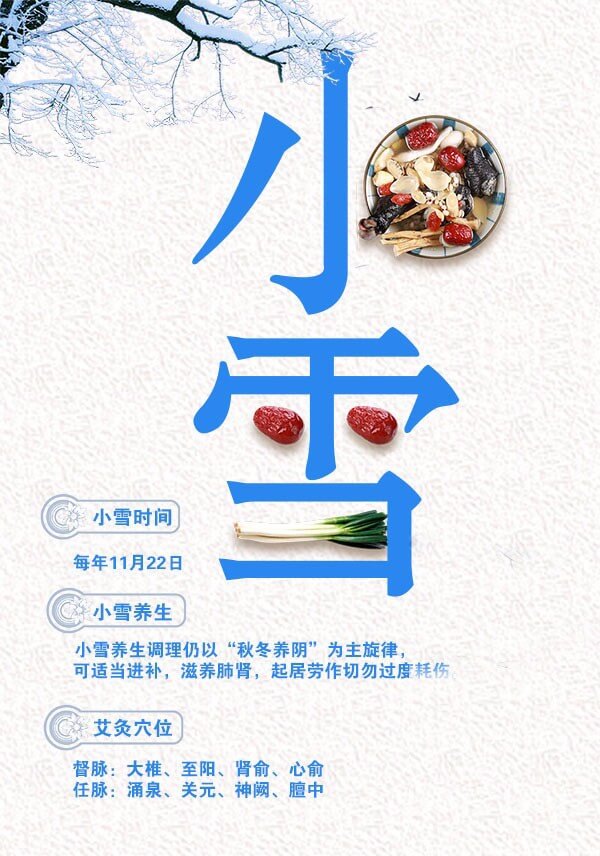 小雪
小雪时间
每年11月22日
小雪养生
小雪养生调理仍以“秋冬养阴”为主旋律，
可适当进补，滋养肺肾，起居劳作切勿过度耗伤。
艾灸穴位
督脉：大椎、至阳、肾俞、心俞
任脉：涌泉、关元、神阙、膻中